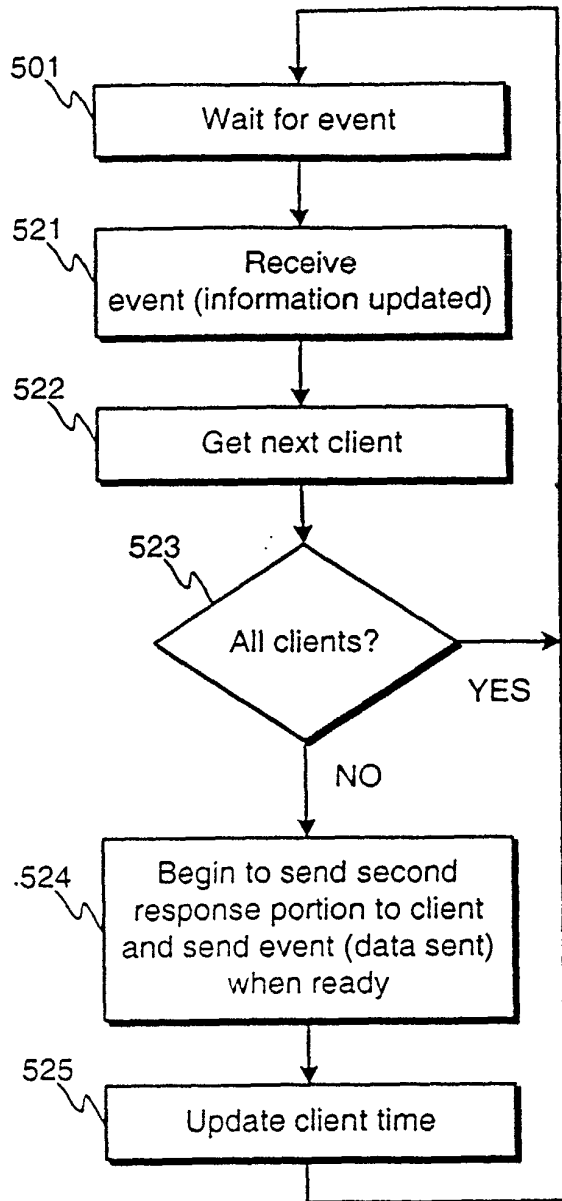 501
Wait for event
521
Receive
event (information updated)
522
Get next client
523
All clients?
YES
NO
.524
Begin to send second
response portion to client
and send event (data sent)
when ready
525
Update client time